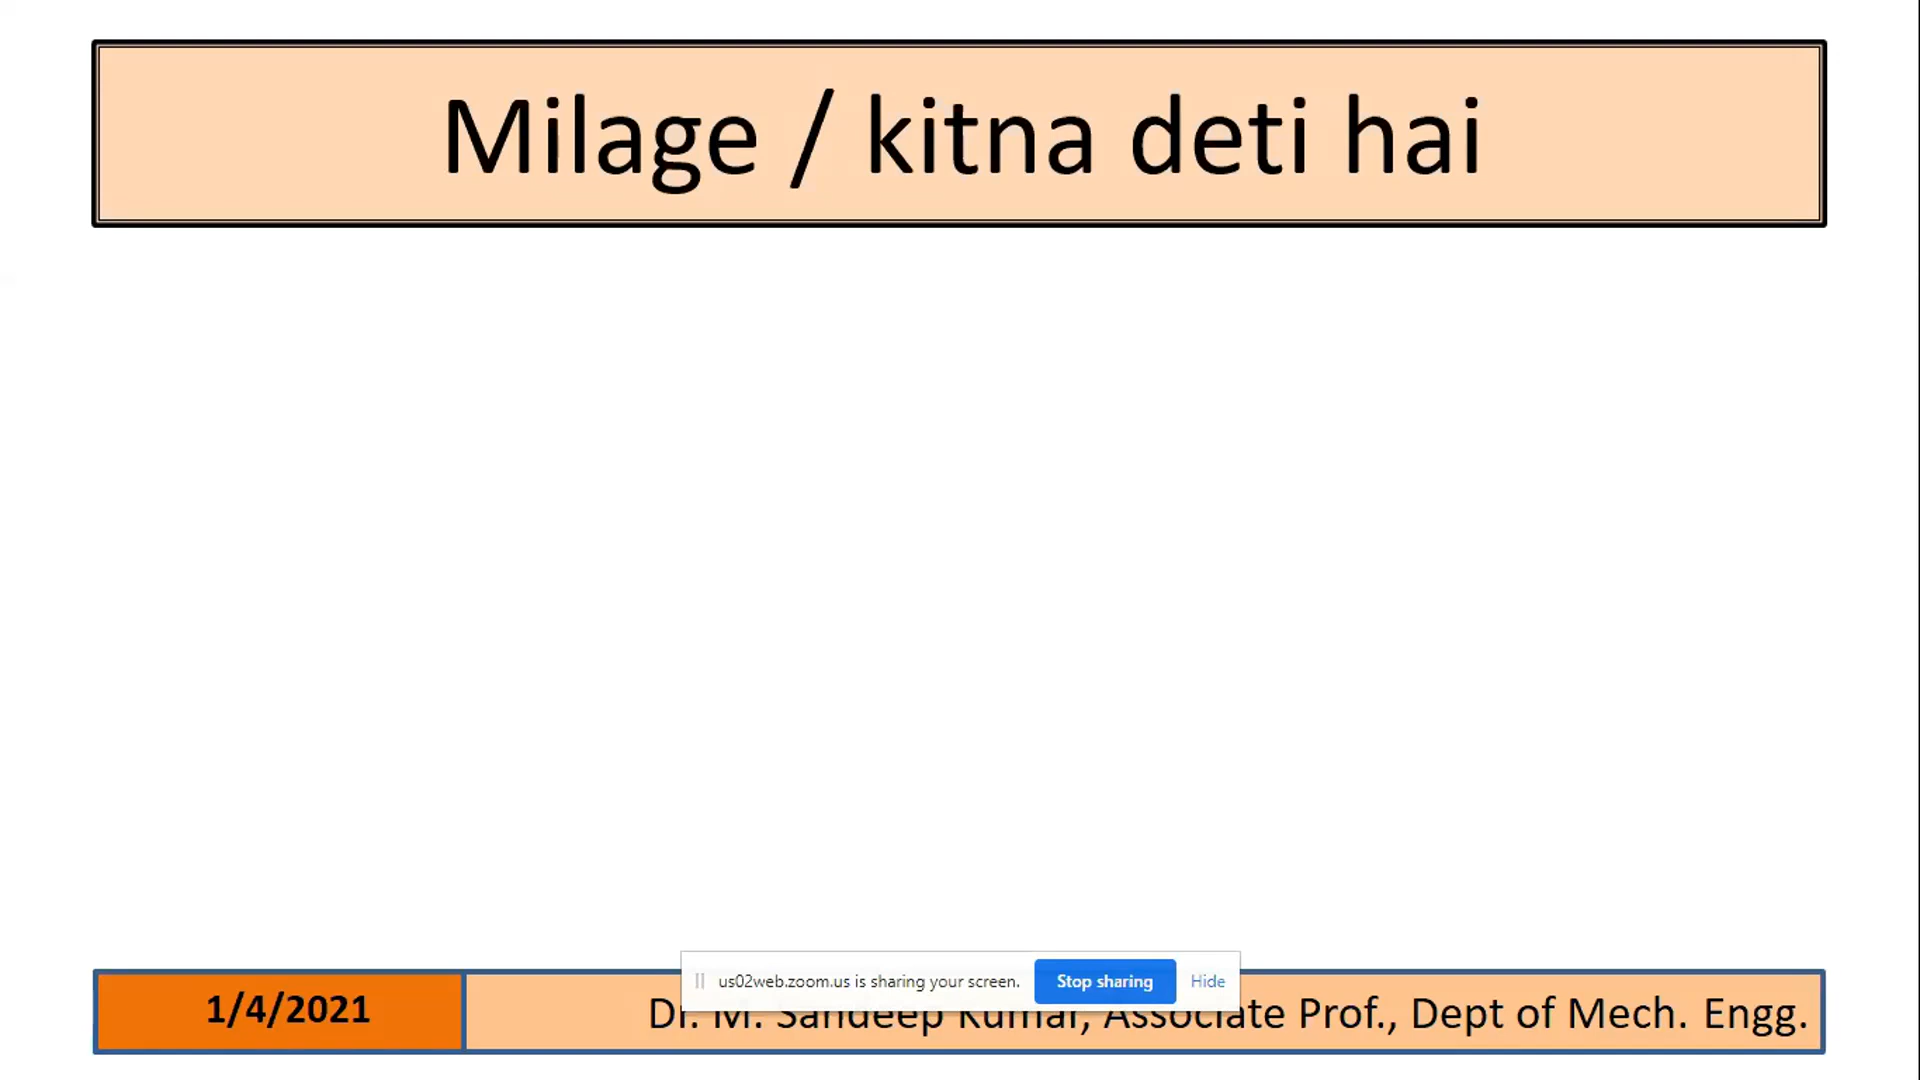 Milage / kitna deti hai
us02web.zoom.us is sharing your screen. Stop sharing Hide
1/4/2021 Dr. M. Sandeep Kumar, Associate Prof., Dept of Mech. Engg.